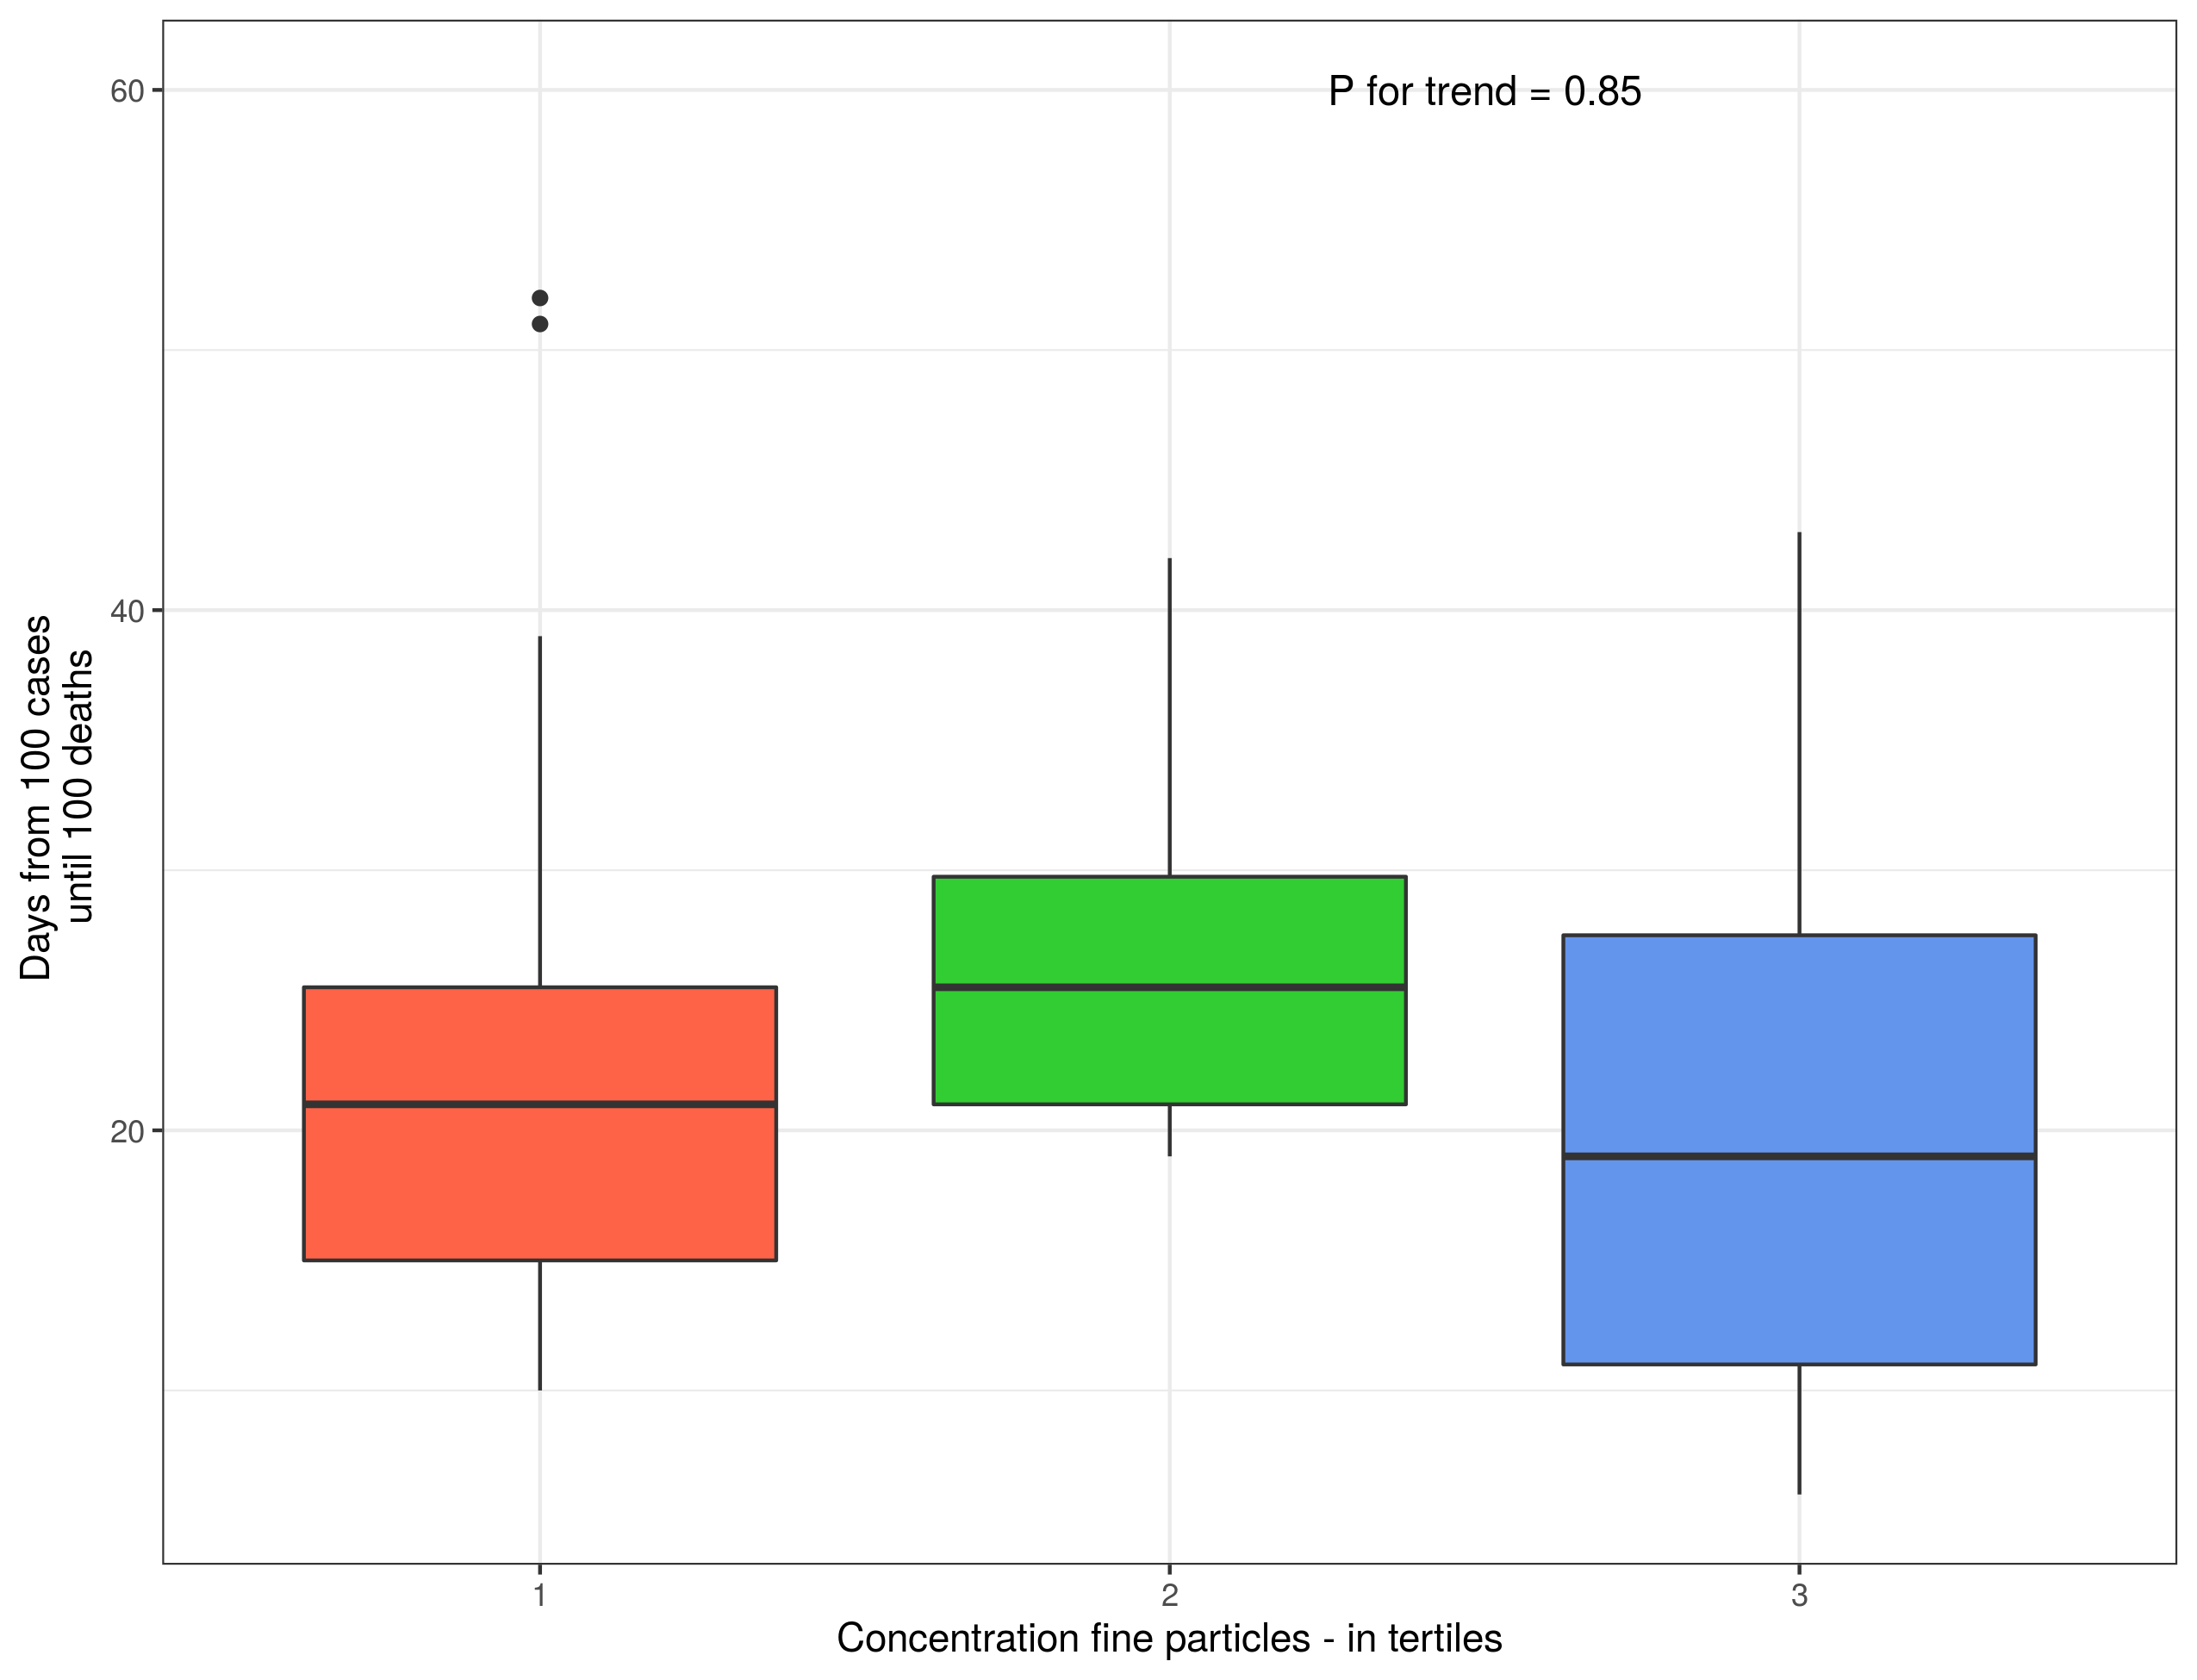 P for trend = 0.85
60
40
20
Days from 100 cases
until 100 deaths
1
2
3
Concentration fine particles - in tertiles